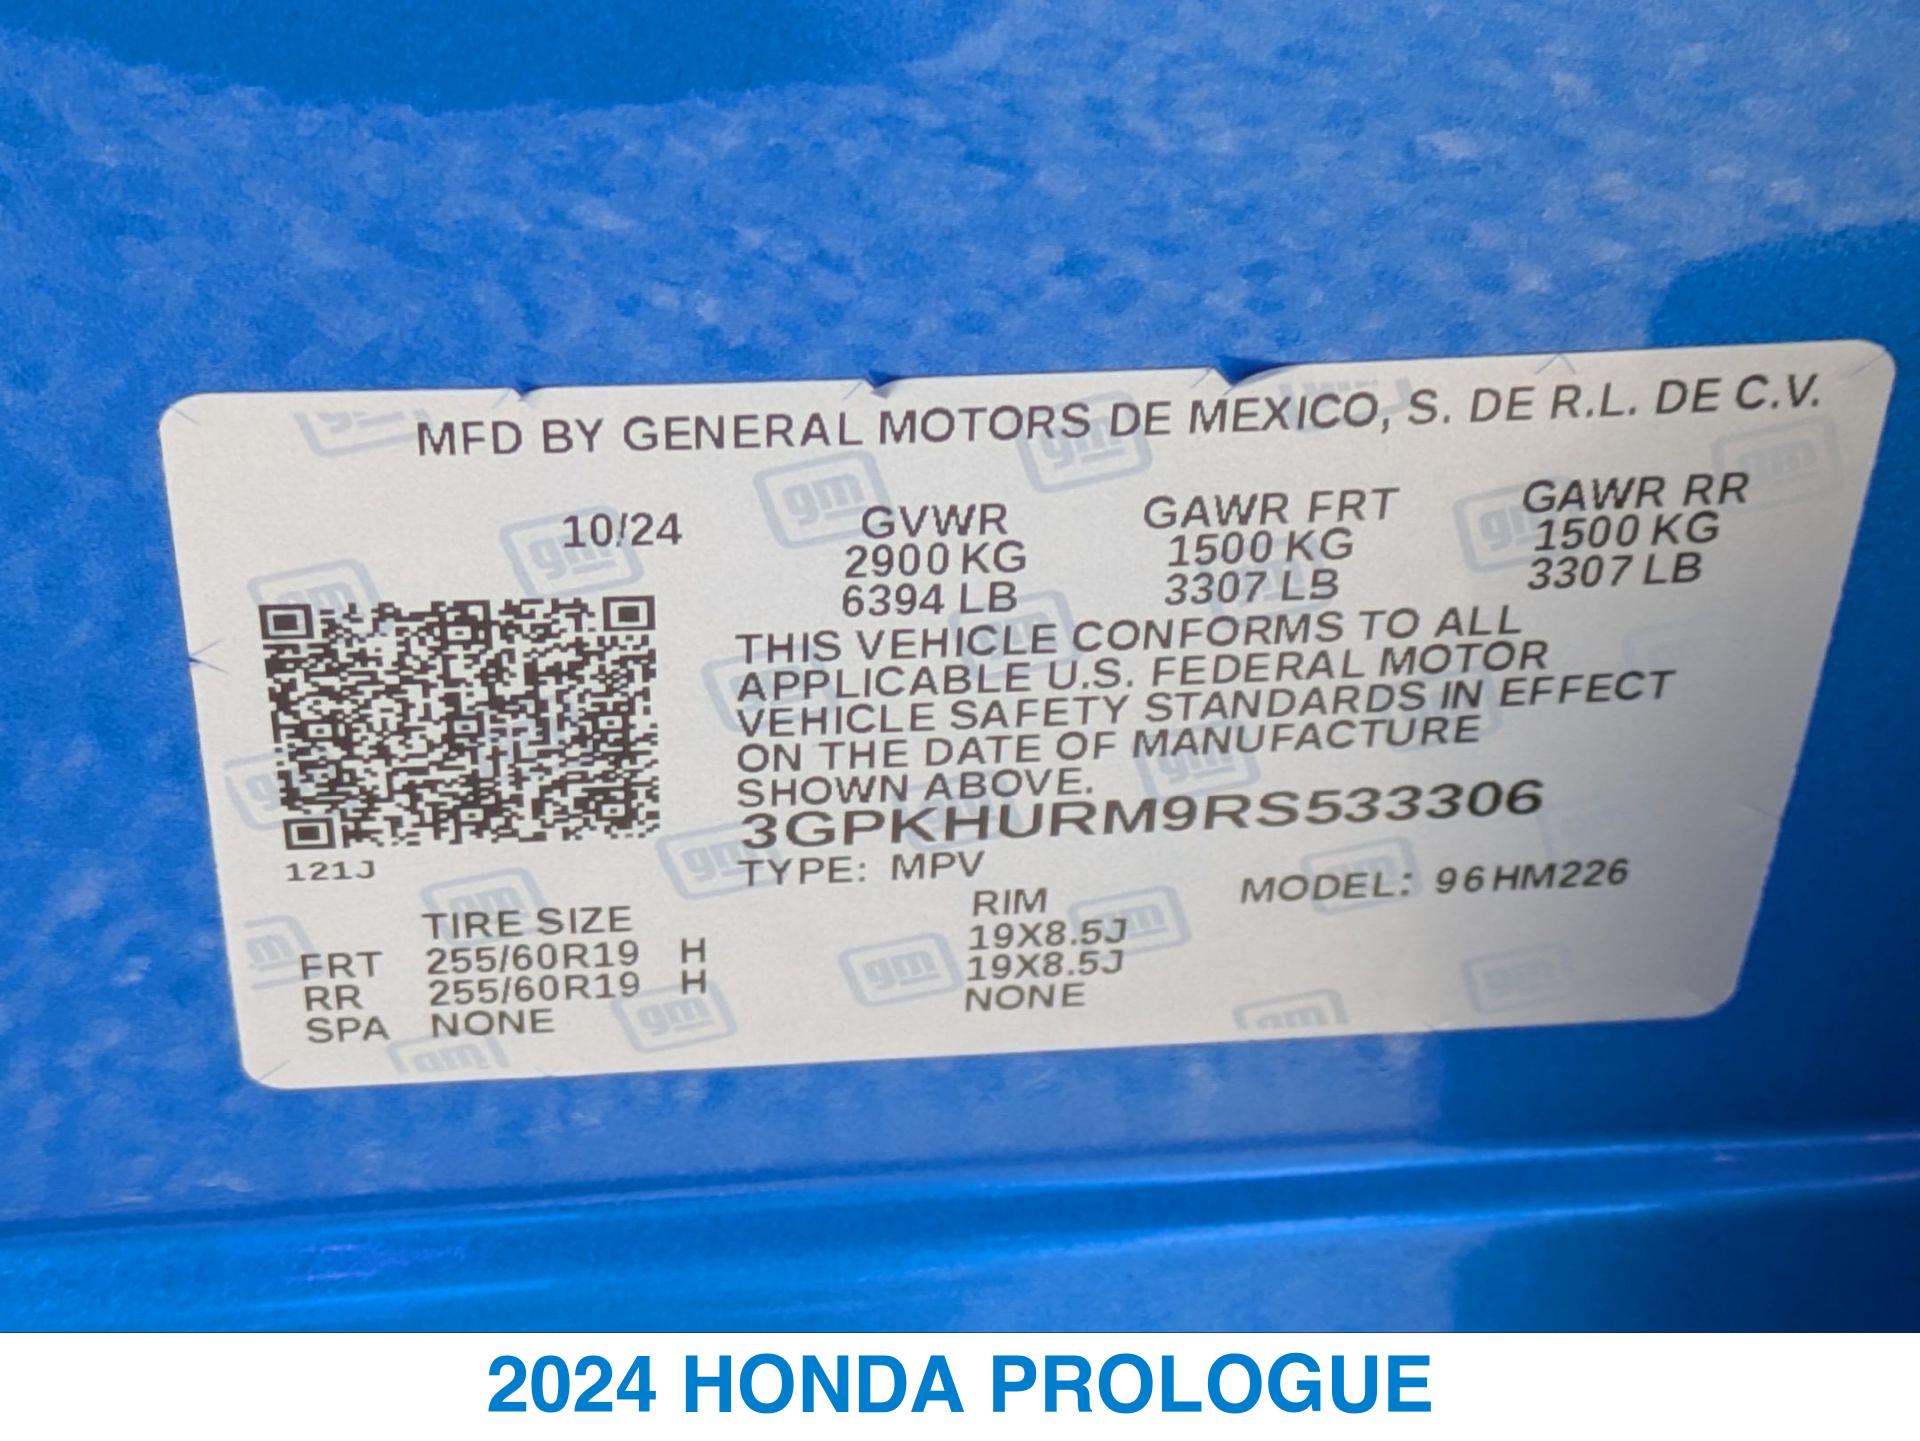 MFD BY GENERAL MOTORS DE MEXICO, S. DE R.L. DE C.V.
10/24 GVWR GAWR FRT GAWR RR
2900 KG 1500 KG 1500 KG
6394 LB 3307 LB 3307 LB
THIS VEHICLE CONFORMS TO ALL
APPLICABLE U.S. FEDERAL MOTOR
VEHICLE SAFETY STANDARDS IN EFFECT
ON THE DATE OF MANUFACTURE
SHOWN ABOVE.
3GPKHURM9RS533306
121J
TYPE: MPV MODEL: 96HM226
TIRE SIZE RIM
FRT 255/60R19 H 19X8.5J
RR 255/60R19 H 19X8.5J
SPA NONE NONE
2024 HONDA PROLOGUE